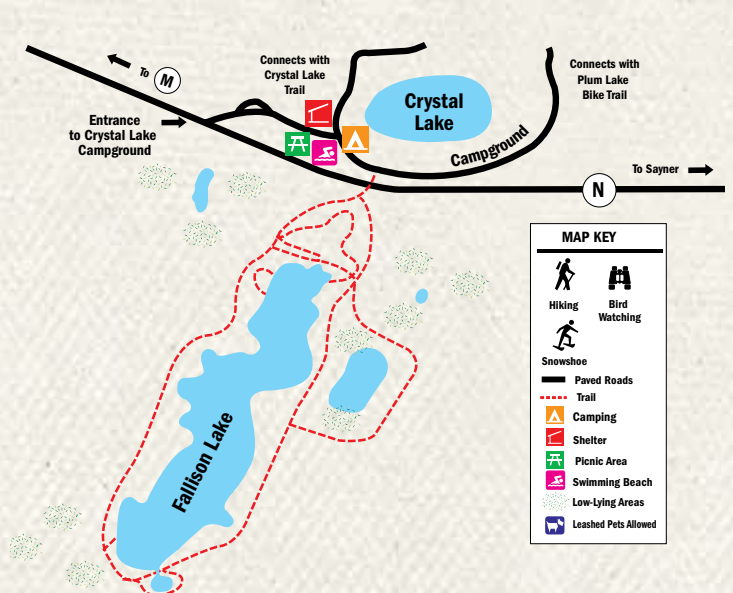 To M
Connects with
Crystal Lake
Trail
Connects with
Plum Lake
Bike Trail
Entrance
to Crystal Lake
Campground
Crystal
Lake
Campground
To Sayner
N
Fallison Lake
MAP KEY
Hiking
Bird
Watching
Snowshoe
Paved Roads
Trail
Camping
Shelter
Picnic Area
Swimming Beach
Low-Lying Areas
Leashed Pets Allowed